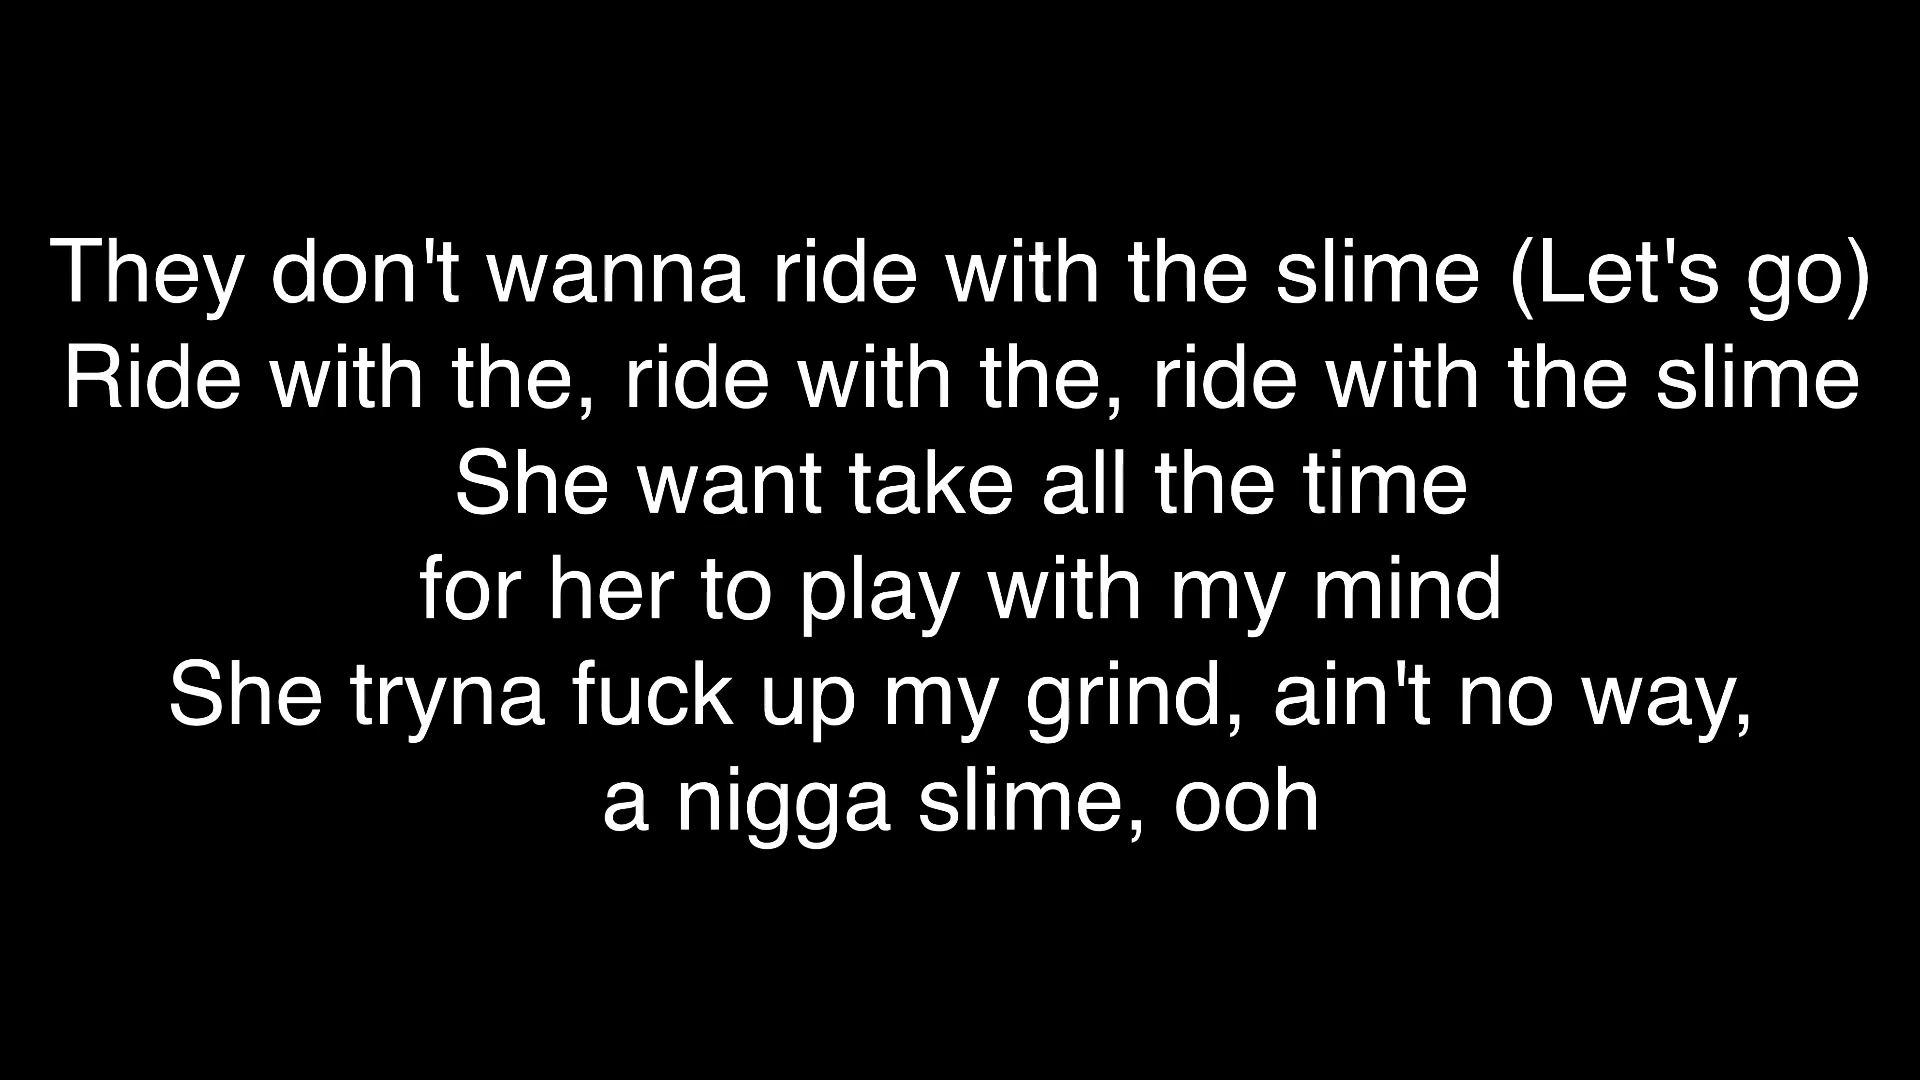 They don't wanna ride with the slime (Let's go)
Ride with the, ride with the, ride with the slime
She want take all the time
for her to play with my mind
She tryna fuck up my grind, ain't no way,
a nigga slime, ooh